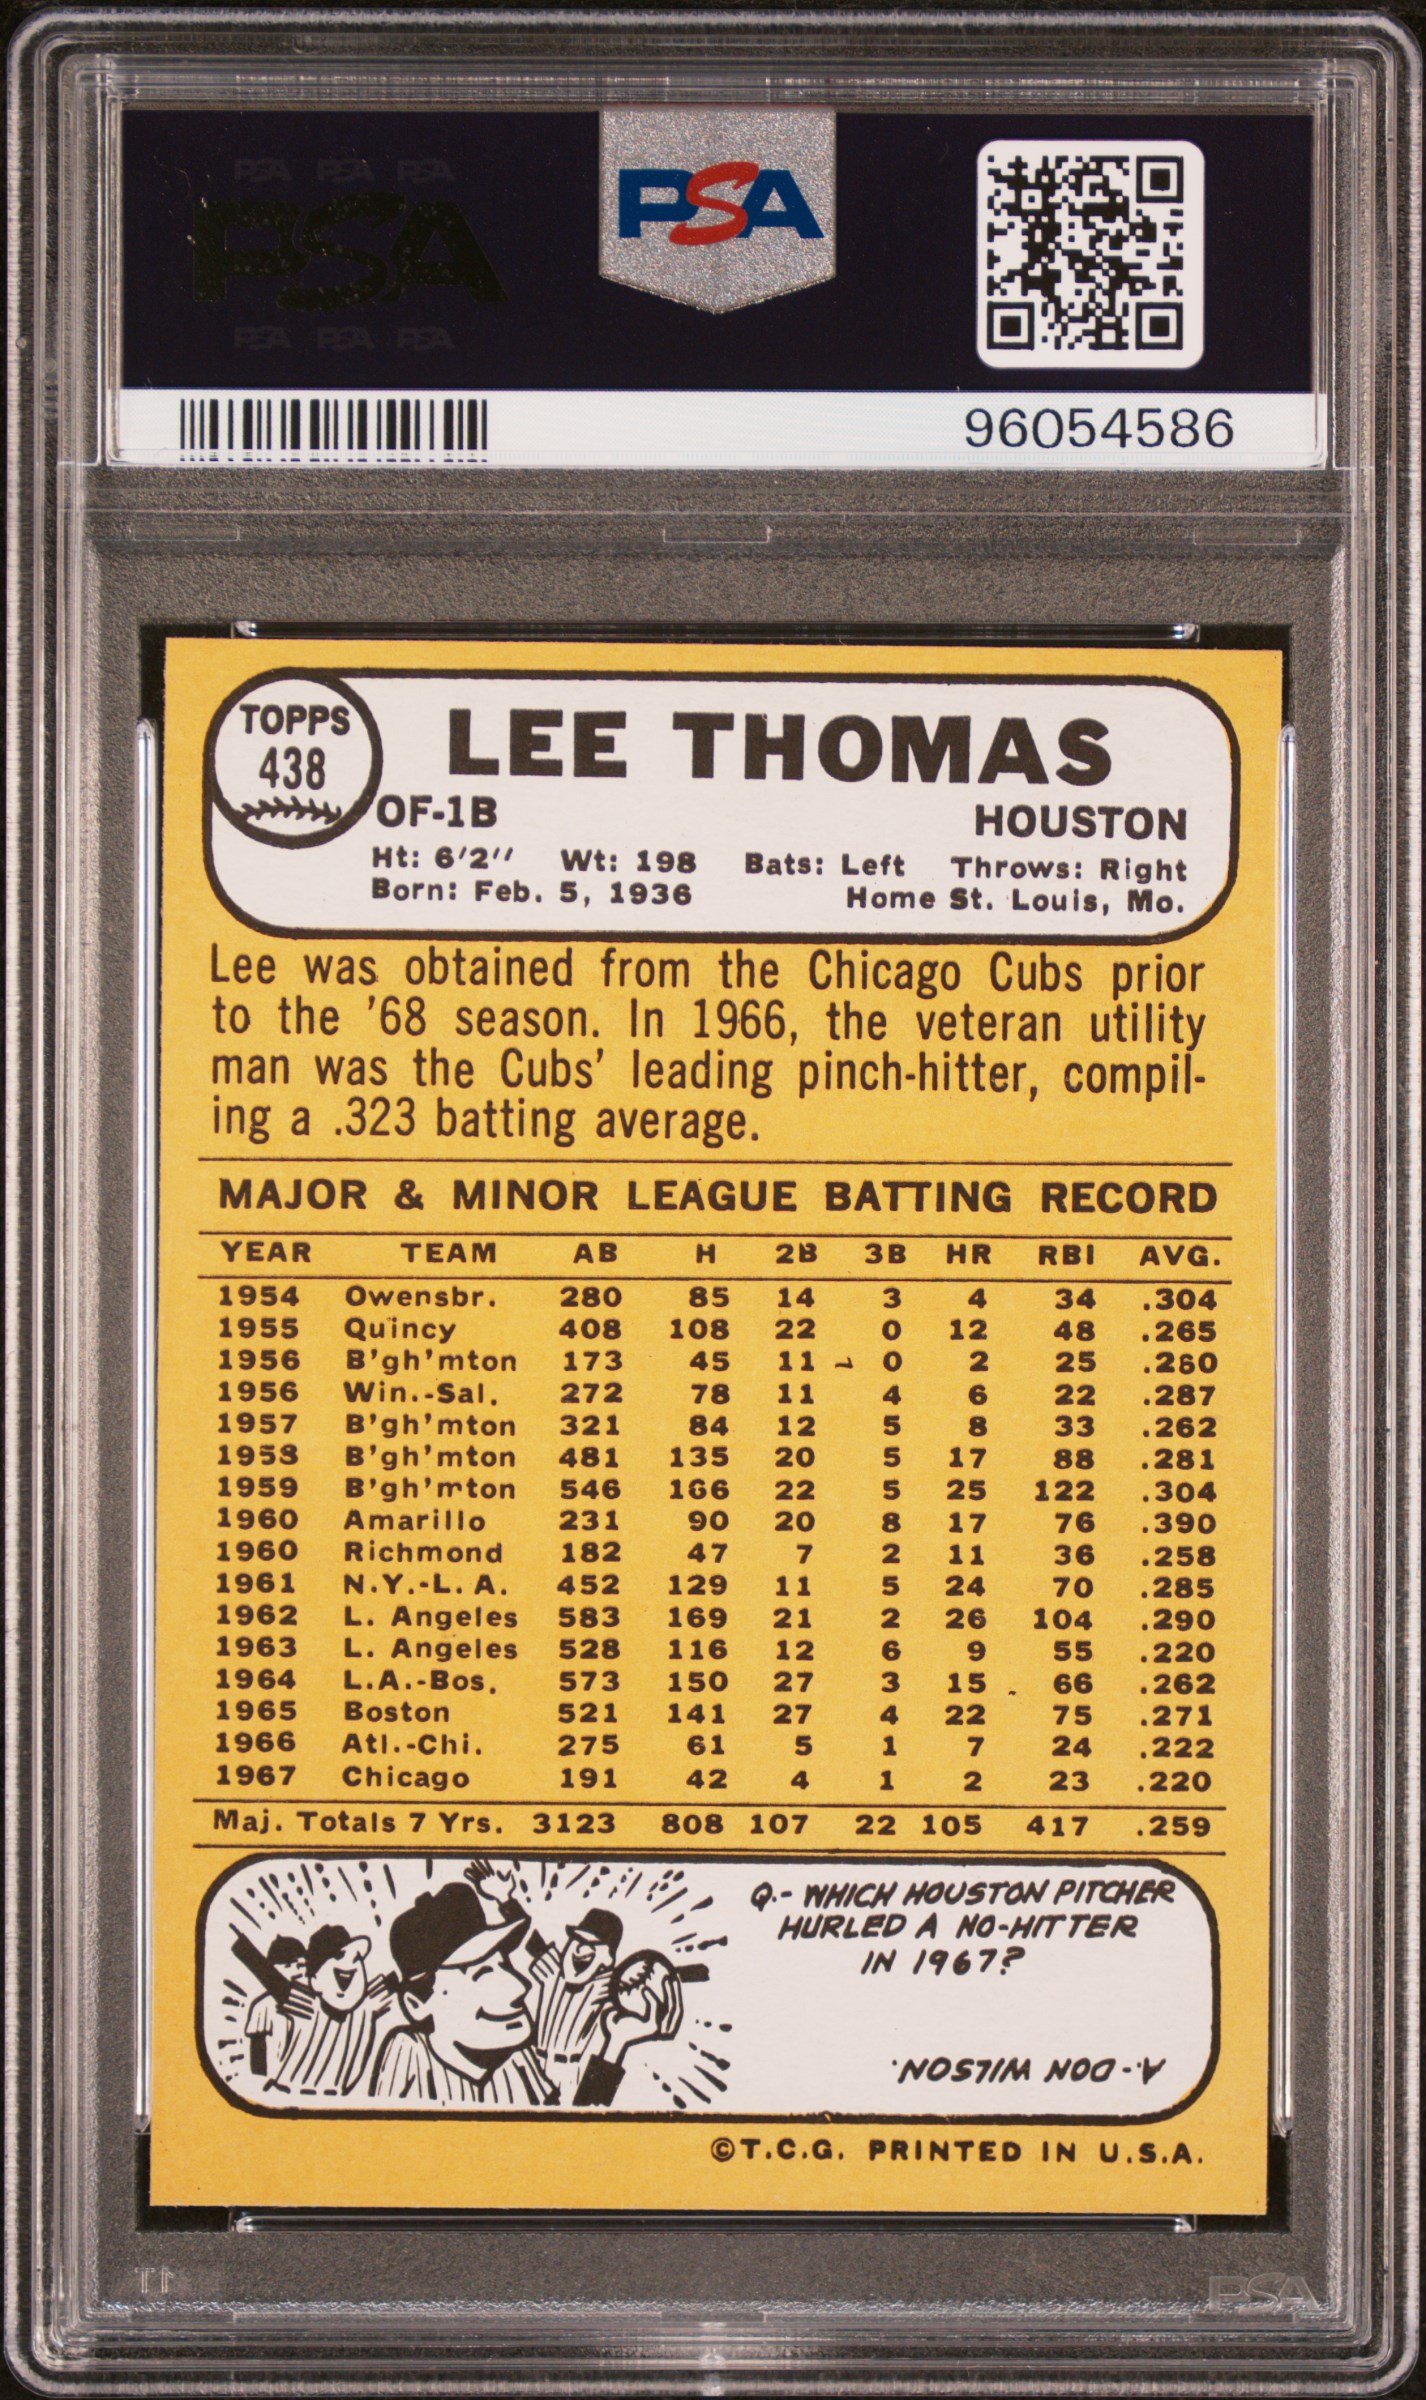 PSA PSA PSA
PSA
PSA PSA PSA
PSA
96054586
TOPPS
438
LEE THOMAS
OF-1B
HOUSTON
Ht: 6'2'' Wt: 198 Bats: Left Throws: Right
Born: Feb. 5, 1936 Home St. Louis, Mo.
Lee was obtained from the Chicago Cubs prior
to the '68 season. In 1966, the veteran utility
man was the Cubs' leading pinch-hitter, compil-
ing a .323 batting average.
MAJOR & MINOR LEAGUE BATTING RECORD
YEAR TEAM AB H 2B 3B HR RBI AVG.
1954 Owensbr. 280 85 14 3 4 34 .304
1955 Quincy 408 108 22 0 12 48 .265
1956 B'gh'mton 173 45 11 0 2 25 .260
1956 Win.-Sal. 272 78 11 4 6 22 .287
1957 B'gh'mton 321 84 12 5 8 33 .262
1958 B'gh'mton 481 135 20 5 17 88 .281
1959 B'gh'mton 546 166 22 5 25 122 .304
1960 Amarillo 231 90 20 8 17 76 .390
1960 Richmond 182 47 7 2 11 36 .258
1961 N.Y.-L.A. 452 129 11 5 24 70 .285
1962 L. Angeles 583 169 21 2 26 104 .290
1963 L. Angeles 528 116 12 6 9 55 .220
1964 L.A.-Bos. 573 150 27 3 15 66 .262
1965 Boston 521 141 27 4 22 75 .271
1966 Atl.-Chi. 275 61 5 1 7 24 .222
1967 Chicago 191 42 4 1 2 23 .220
Maj. Totals 7 Yrs. 3123 808 107 22 105 417 .259
Q.- WHICH HOUSTON PITCHER
HURLED A NO-HITTER
IN 1967?
A.- DON WILSON.
©T.C.G. PRINTED IN U.S.A.
PSA